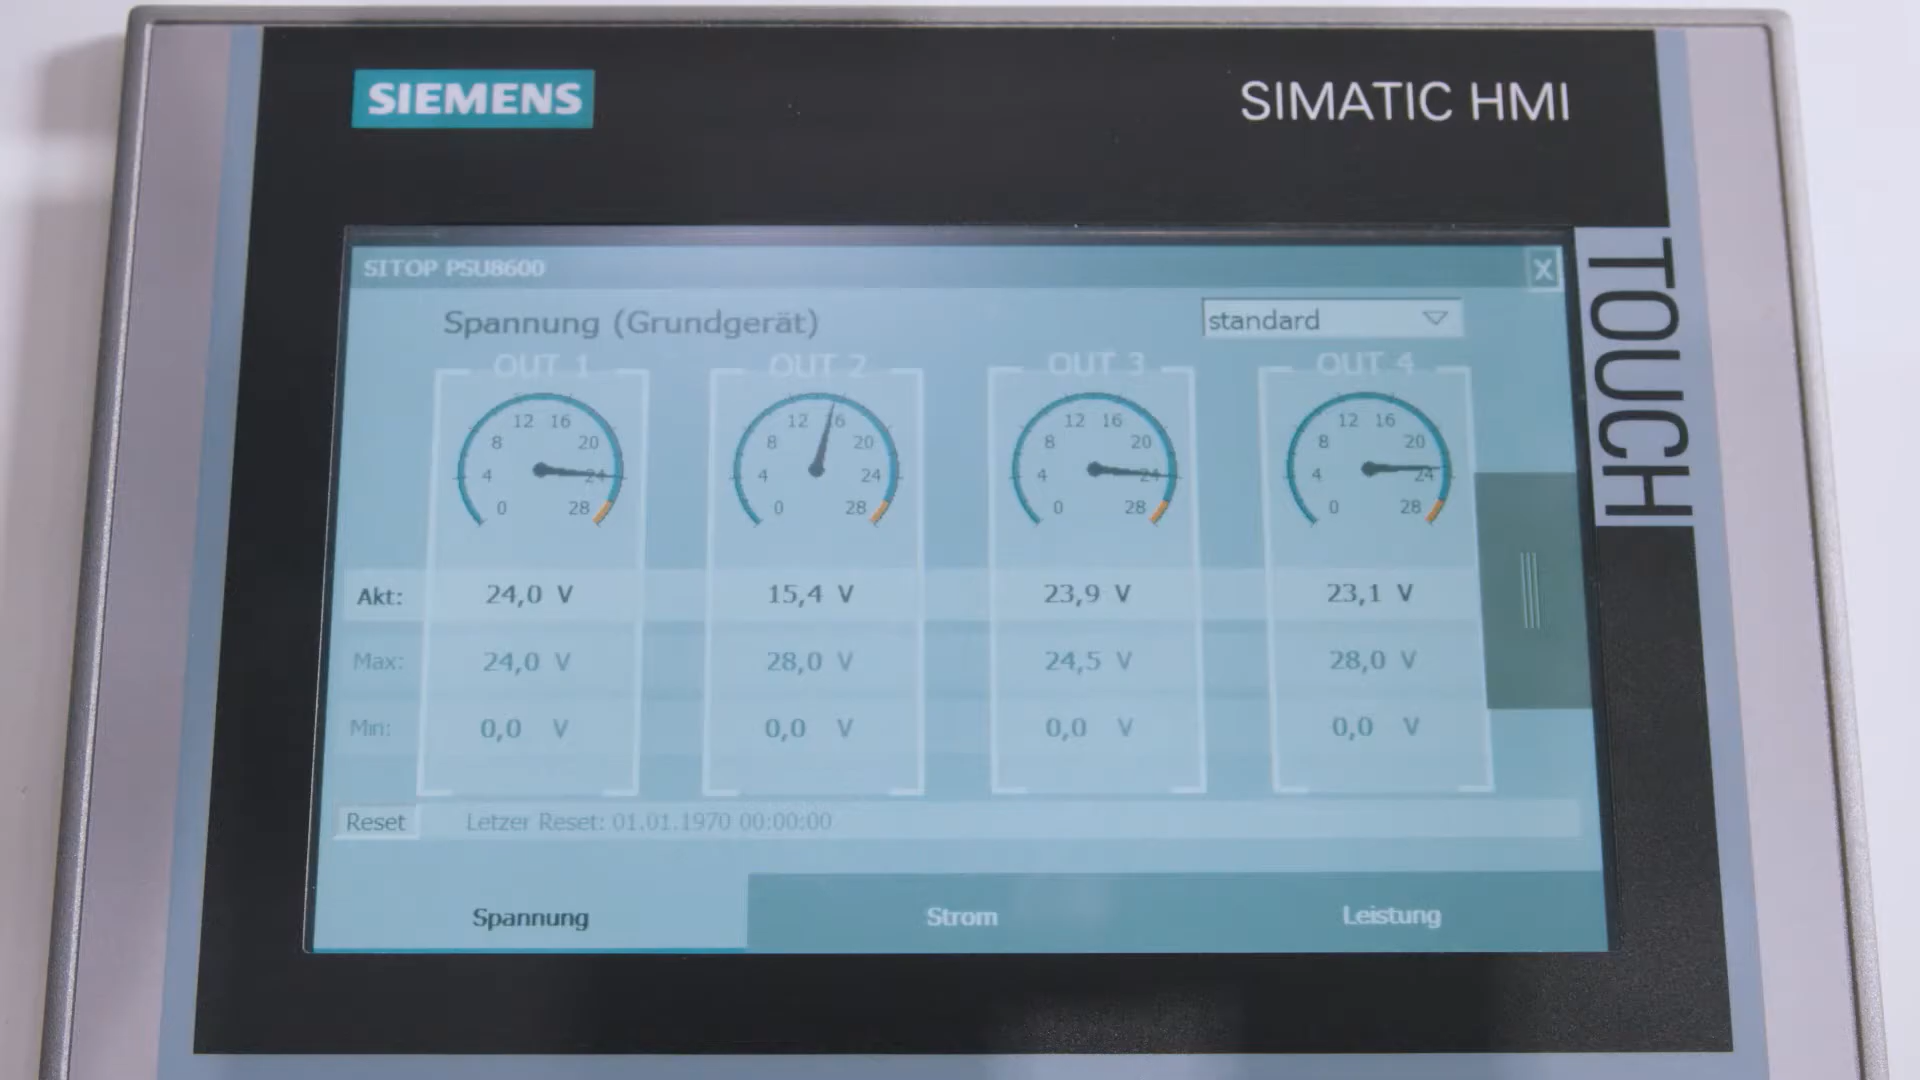 SIEMENS
SIMATIC HMI
TOUCH
SITOP PSU8600
X
Spannung (Grundgerät)
standard
OUT 1 OUT 2 OUT 3 OUT 4
0 4 8 12 16 20 24 28
0 4 8 12 16 20 24 28
0 4 8 12 16 20 24 28
0 4 8 12 16 20 24 28
Akt: 24,0 V 15,4 V 23,9 V 23,1 V
Max: 24,0 V 28,0 V 24,5 V 28,0 V
Min: 0,0 V 0,0 V 0,0 V 0,0 V
Reset Letzer Reset: 01.01.1970 00:00:00
Spannung Strom Leistung